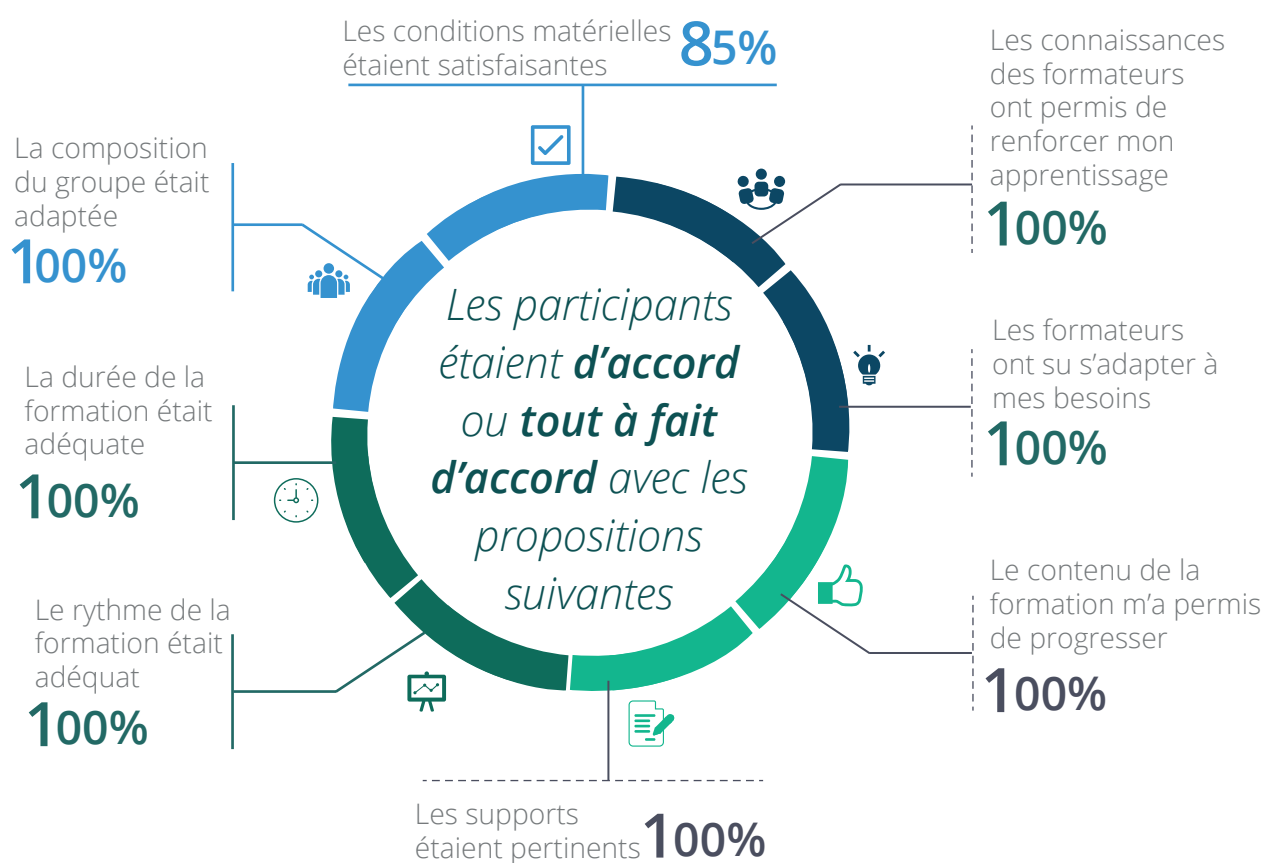 Les conditions matérielles
étaient satisfaisantes
85%
Les connaissances
des formateurs
ont permis de
renforcer mon
apprentissage
100%
La composition
du groupe était
adaptée
100%
Les participants
étaient d’accord
ou tout à fait
d’accord avec les
propositions
suivantes
Les formateurs
ont su s’adapter à
mes besoins
100%
La durée de la
formation était
adéquate
100%
Le contenu de la
formation m’a permis
de progresser
100%
Le rythme de la
formation était
adéquat
100%
Les supports
étaient pertinents
100%